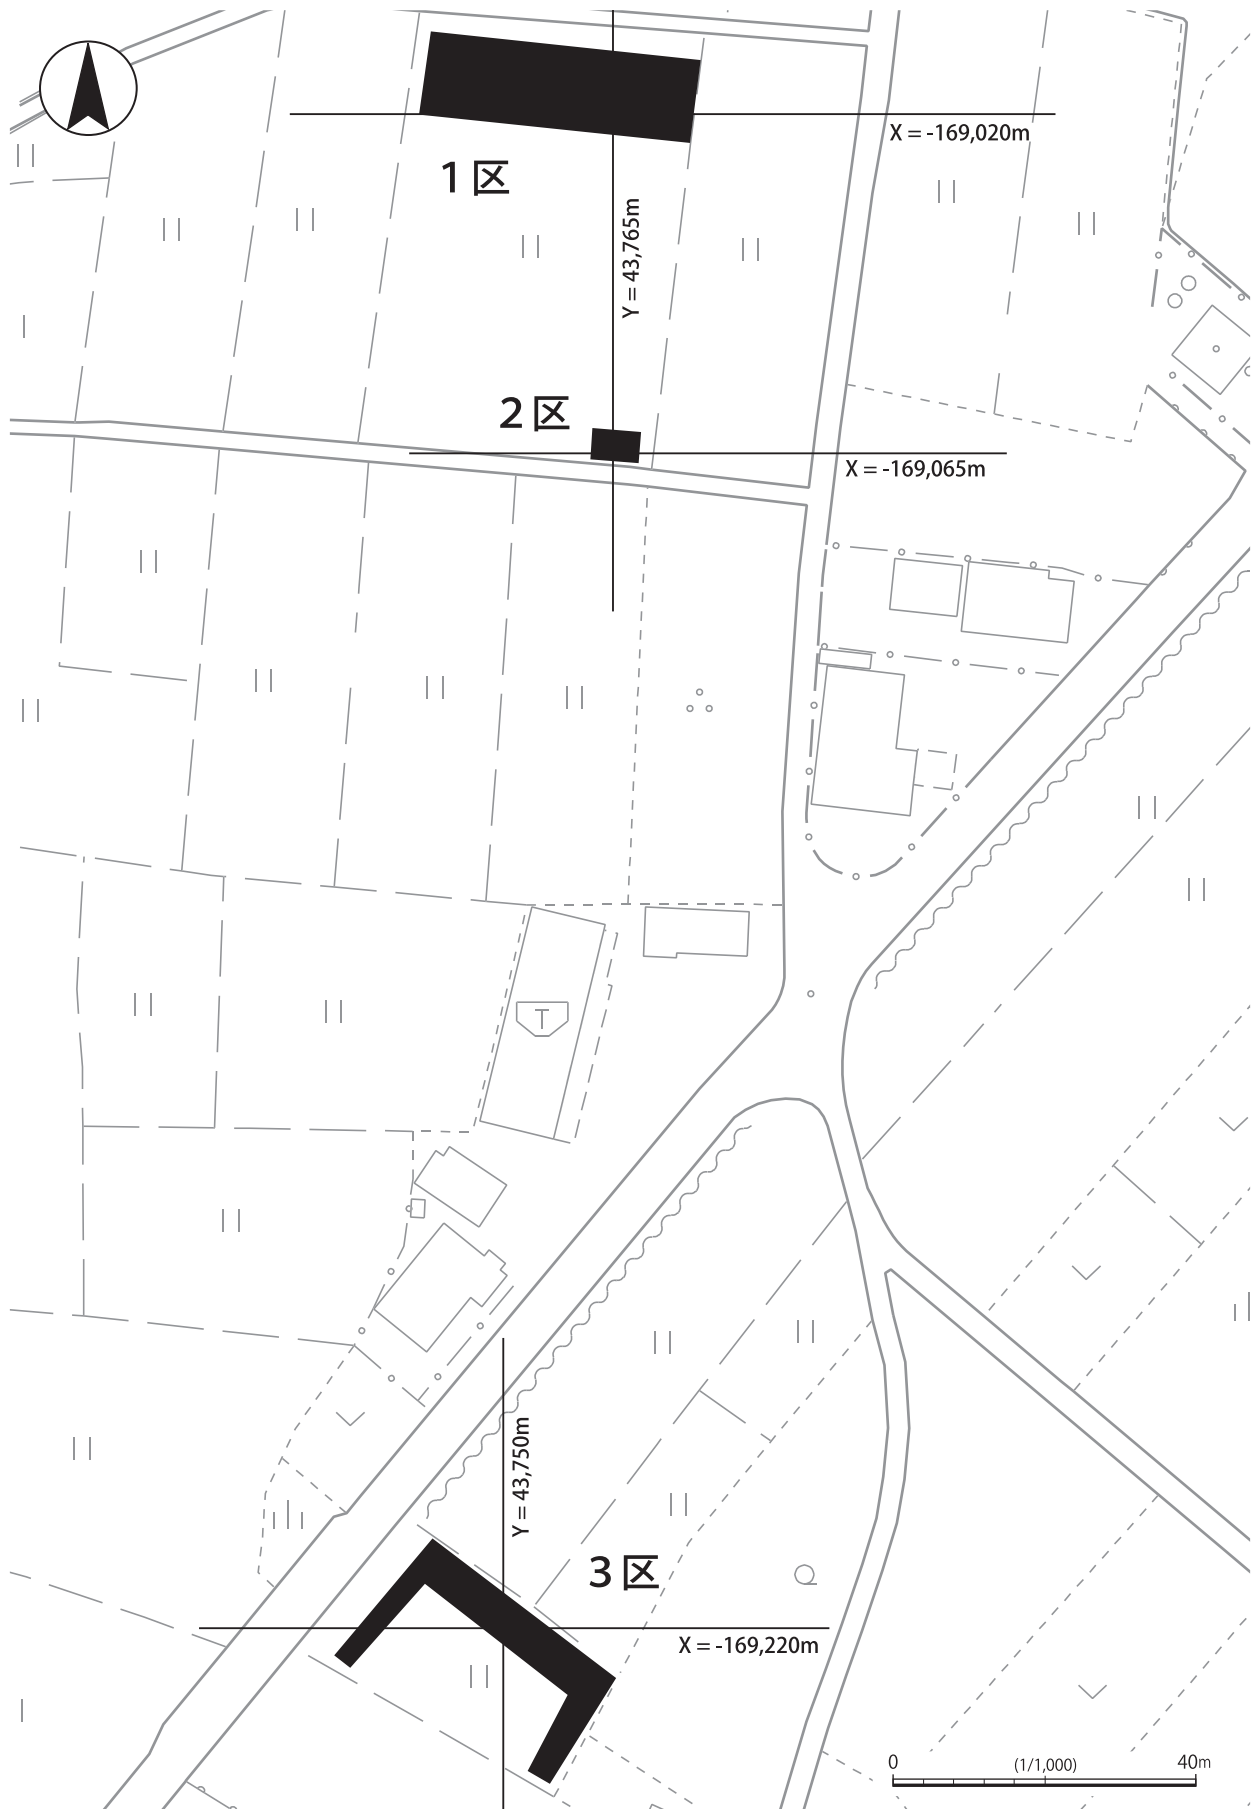 X = -169,020m
1区
Y = 43,765m
2区
X = -169,065m
Y = 43,750m
3区
X = -169,220m
0 (1/1,000) 40m